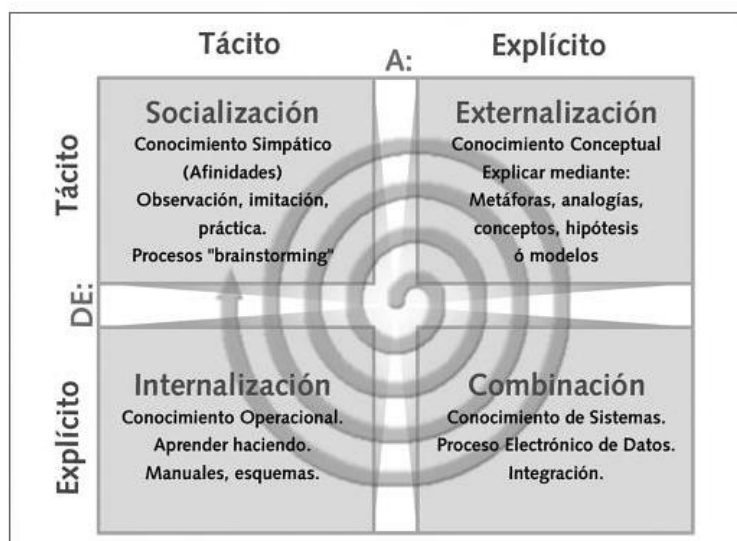 Tácito
A:
Explícito
Tácito
Socialización
Conocimiento Simpático
(Afinidades)
Observación, imitación,
práctica.
Procesos "brainstorming"
Externalización
Conocimiento Conceptual
Explicar mediante:
Metáforas, analogías,
conceptos, hipótesis
ó modelos
DE:
Explícito
Internalización
Conocimiento Operacional.
Aprender haciendo.
Manuales, esquemas.
Combinación
Conocimiento de Sistemas.
Proceso Electrónico de Datos.
Integración.